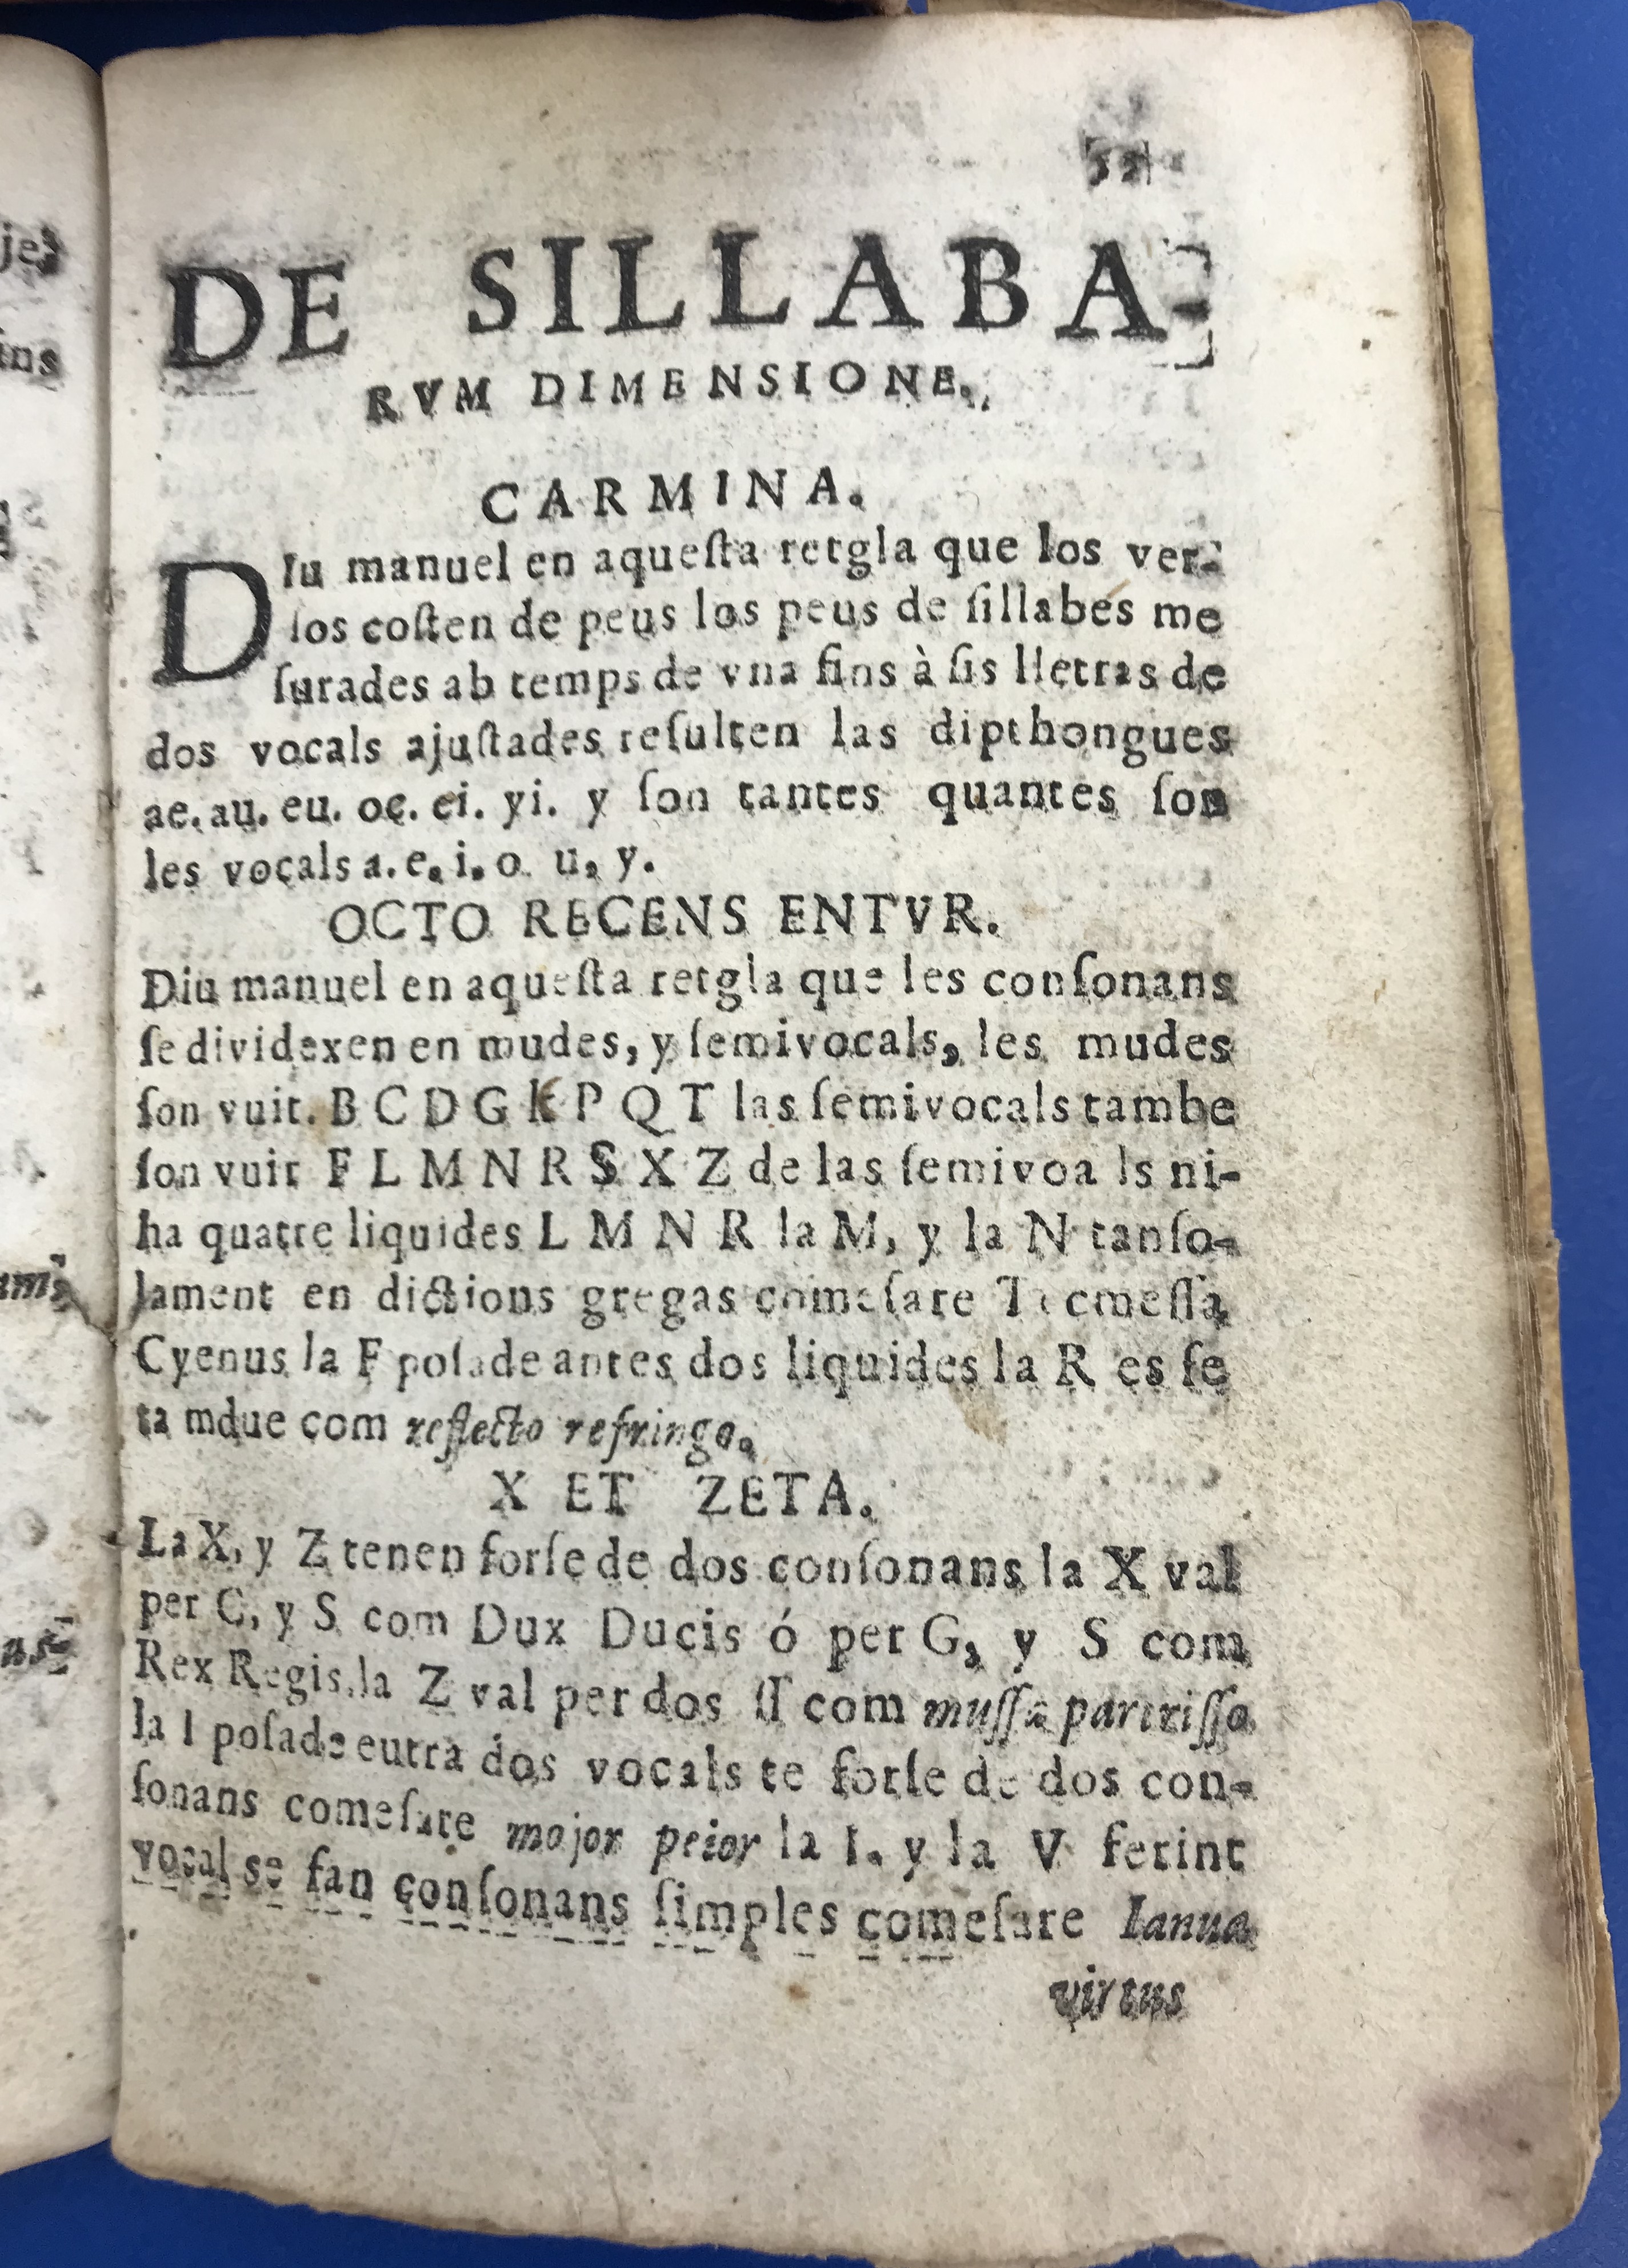 DE SILLABA
RVM DIMENSIONE.
CARMINA.
DIu manuel en aqueſta retgla que los ver-
ſos coſten de peus los peus de ſillabes me
ſurades ab temps de vna fins à ſis lletras de
dos vocals ajuſtades reſulten las dipthongues
ae. au. eu. oe. ei. yi. y ſon tantes quantes ſon
les vocals a. e, i. o. u, y.
OCTO RECENS ENTVR.
Diu manuel en aqueſta retgla que les conſonans
ſe dividexen en mudes, y ſemivocals, les mudes
ſon vuit. B C D G K P Q T las ſemivocals tambe
ſon vuit F L M N R S X Z de las ſemivoa ls ni-
ha quatre liquides L M N R la M, y la N tanſo-
lament en dictions gregas comeſare Tecmeſſa
Cyenus la F poſade antes dos liquides la R es ſe
ta mdue com reflecto refringo.
X ET ZETA.
La X, y Z tenen forſe de dos conſonans la X val
per C, y S com Dux Ducis ó per G, y S com
Rex Regis. la Z val per dos ſſ com muſſa partriſſo
la I poſade eutra dos vocals te forſe de dos con-
ſonans comeſare major peior la I. y la V ferint
vocal se fan conſonans ſimples comeſare Ianua
virtus
je,
ins
am,